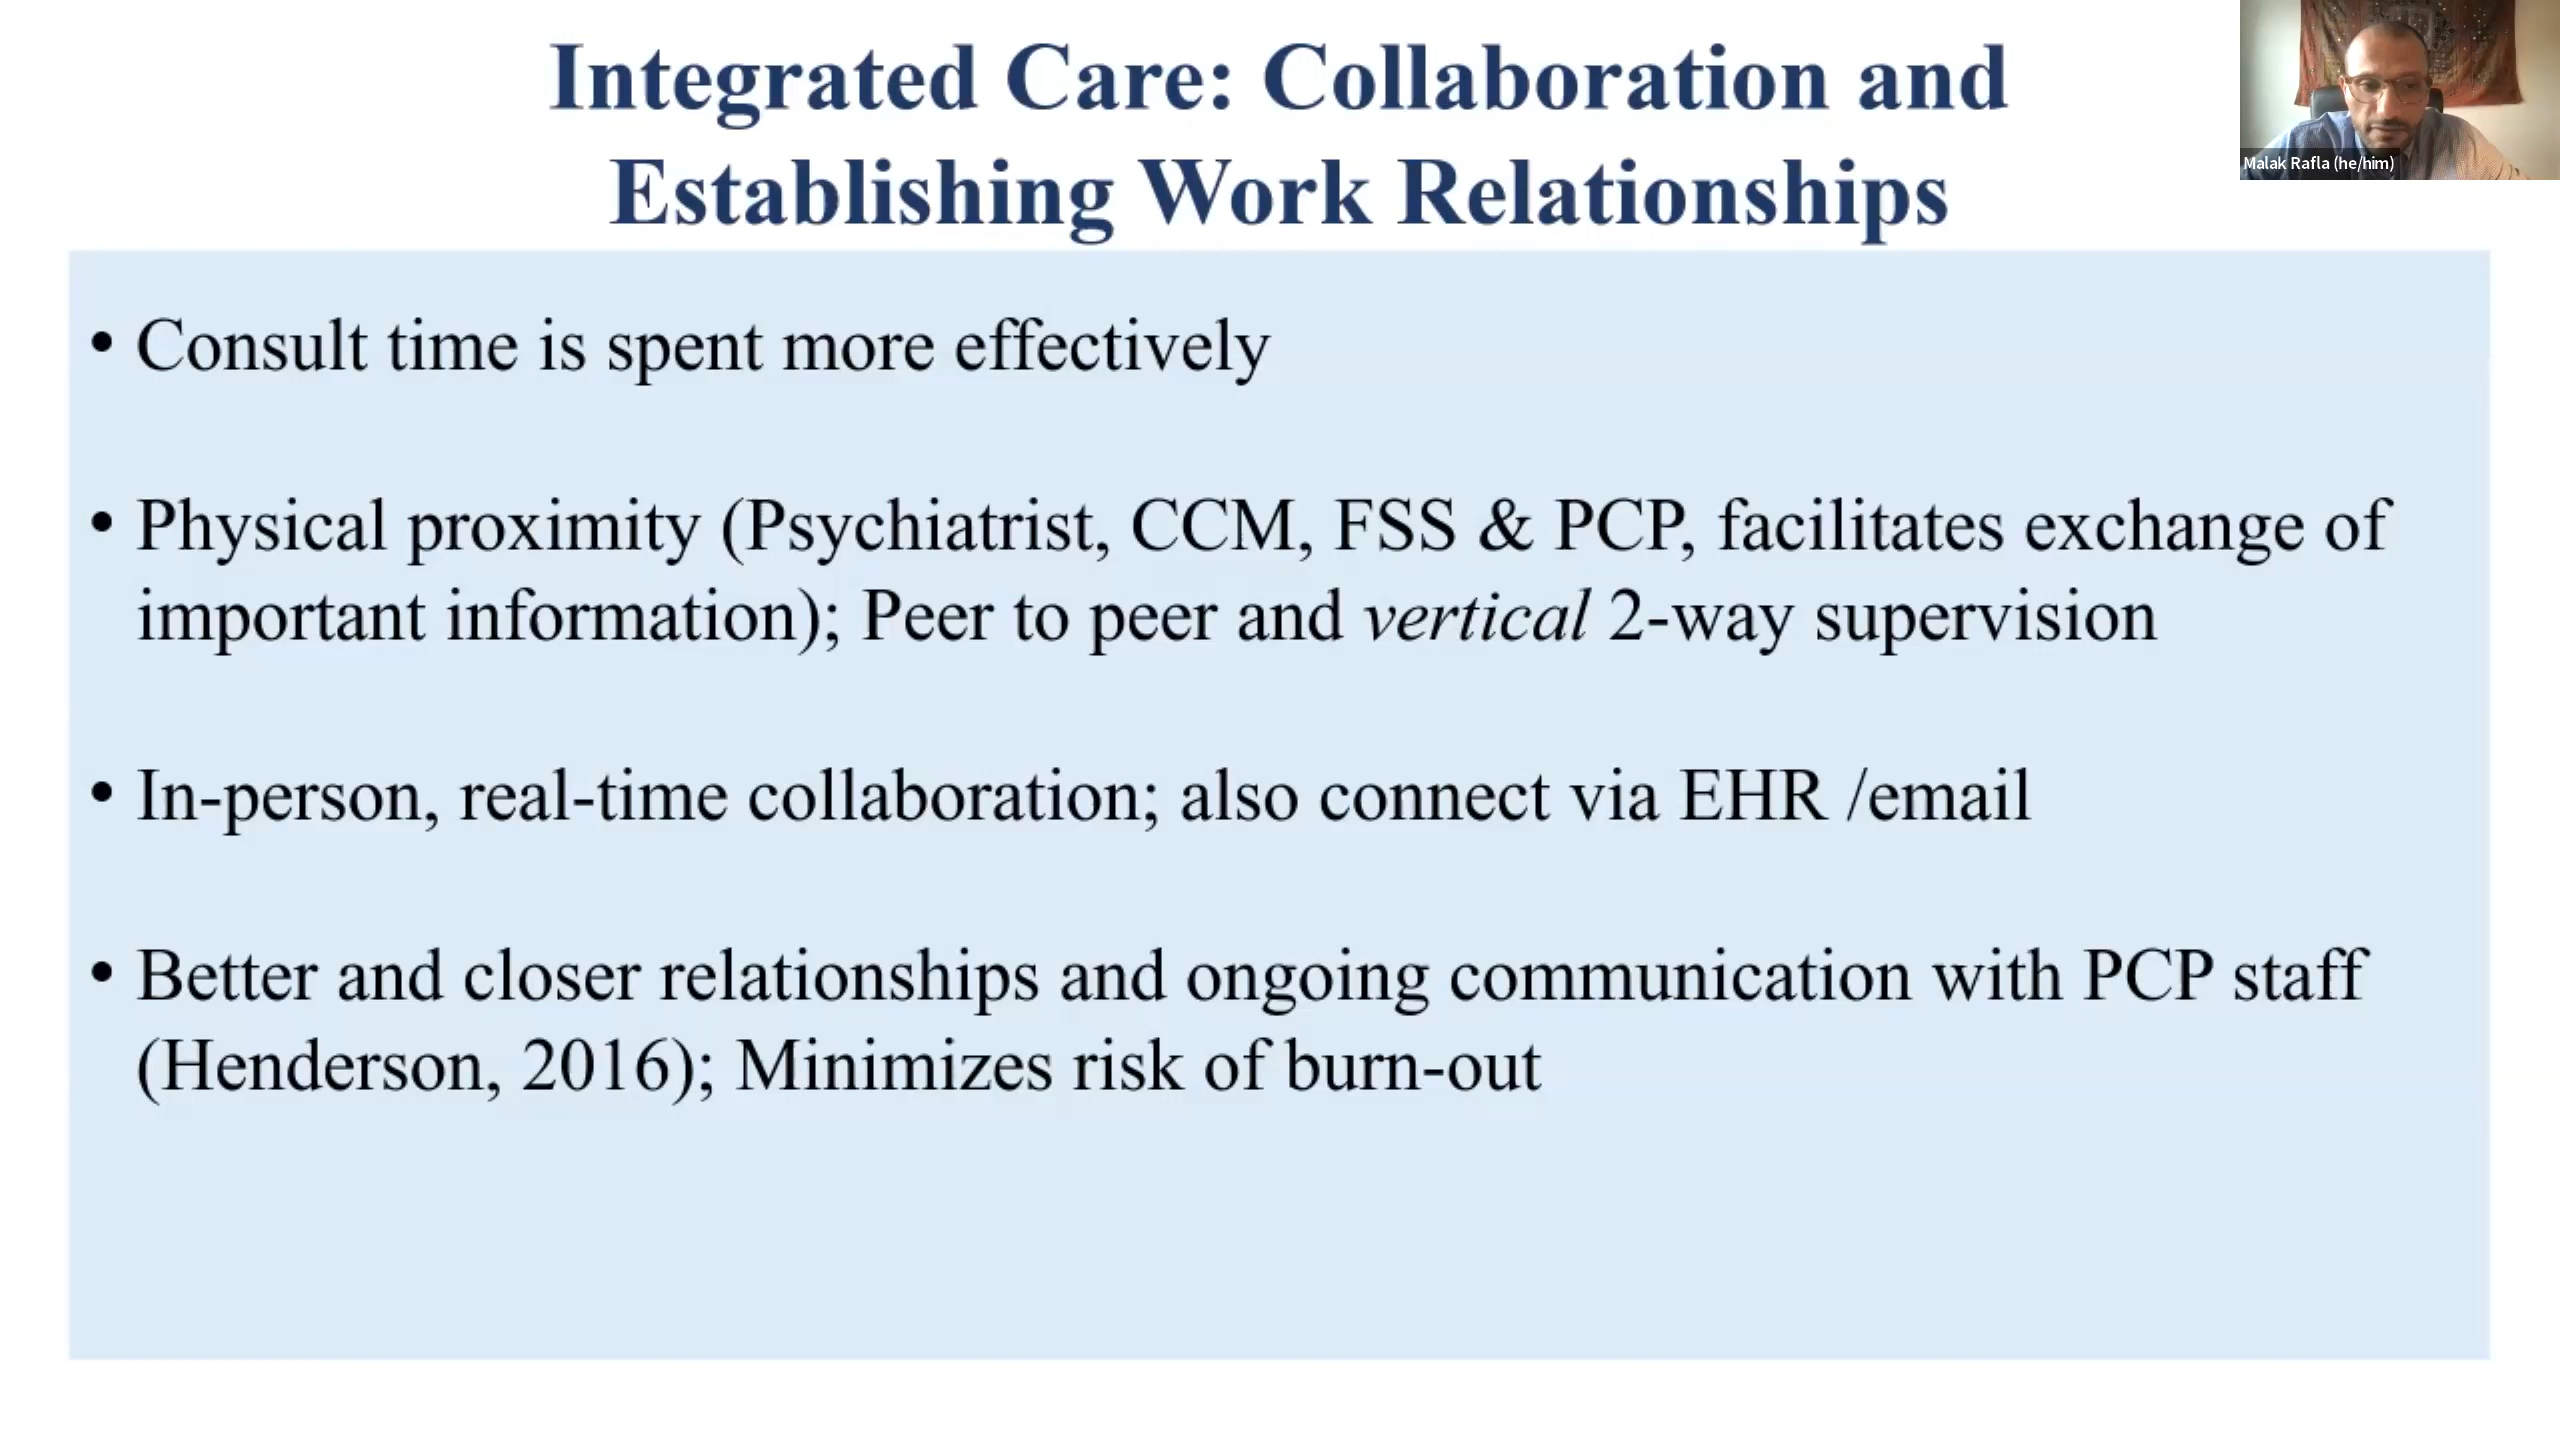 Integrated Care: Collaboration and
Establishing Work Relationships
Malak Rafla (he/him)
• Consult time is spent more effectively
• Physical proximity (Psychiatrist, CCM, FSS & PCP, facilitates exchange of
important information); Peer to peer and vertical 2-way supervision
• In-person, real-time collaboration; also connect via EHR /email
• Better and closer relationships and ongoing communication with PCP staff
(Henderson, 2016); Minimizes risk of burn-out